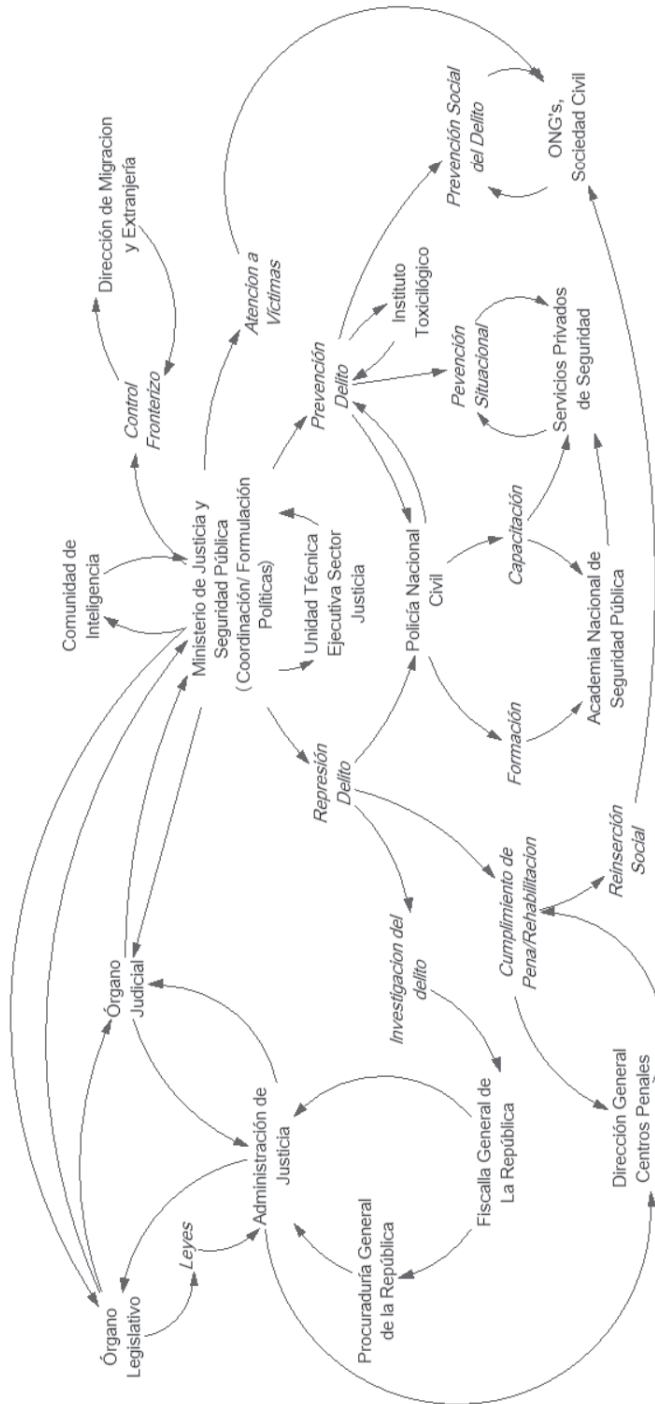 Comunidad de
Inteligencia
Dirección de Migracion
y Extranjería
Control
Fronterizo
Órgano
Legislativo
Órgano
Judicial
Leyes
Administración de
Justicia
Ministerio de Justicia y
Seguridad Pública
(Coordinación/ Formulación
Políticas)
Atencion a
Víctimas
Unidad Técnica
Ejecutiva Sector
Justicia
Represión
Delito
Prevención
Delito
Instituto
Toxicilógico
Prevención Social
del Delito
Pevención
Situacional
Procuraduría General
de la República
Investigacion del
delito
Policía Nacional
Civil
Fiscalla General de
La República
Cumplimiento de
Pena/Rehabilitacion
Formación
Capacitación
Servicios Privados
de Seguridad
ONG's,
Sociedad Civil
Dirección General
Centros Penales
Reinserción
Social
Academia Nacional de
Seguridad Pública